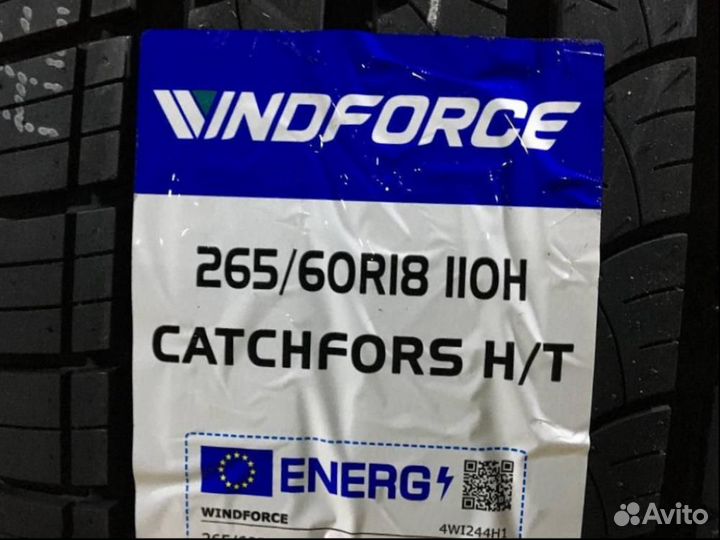 WINDFORCE
265/60R18 110H
CATCHFORS H/T
ENERG
WINDFORCE
4WI244H1
Avito